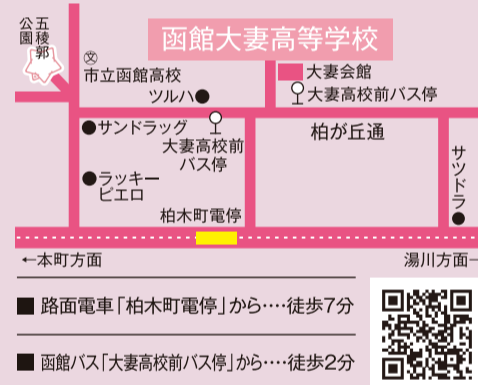 五稜郭
公園
函館大妻高等学校
文
市立函館高校
ツルハ
大妻会館
大妻高校前バス停
サンドラッグ
大妻高校前
バス停
柏が丘通
ラッキー
ピエロ
サツドラ
柏木町電停
←本町方面
湯川方面→
■ 路面電車「柏木町電停」から‥‥徒歩7分
■ 函館バス「大妻高校前バス停」から‥‥徒歩2分